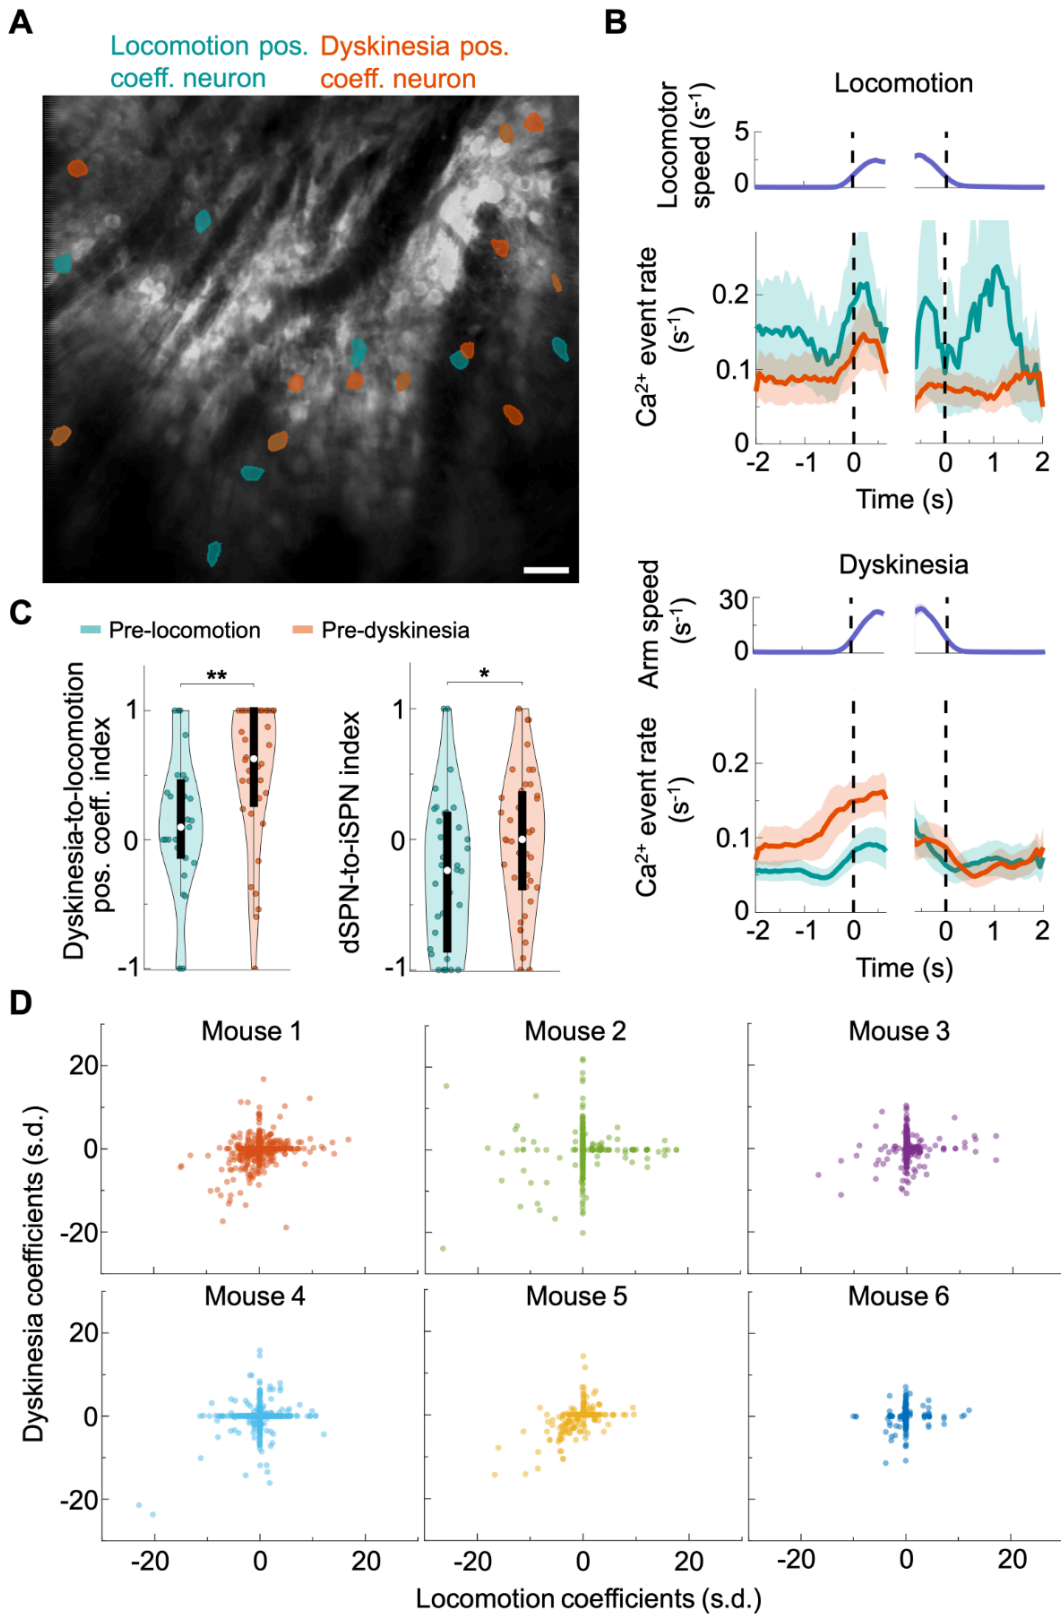 A
Locomotion pos. coeff. neuron
Dyskinesia pos. coeff. neuron
B
Locomotion
Locomotor speed (s-1)
5
0
Ca2+ event rate (s-1)
0.2
0.1
0
-2 -1 0 0 1 2
Time (s)
Dyskinesia
Arm speed (s-1)
30
0
Ca2+ event rate (s-1)
0.2
0.1
0
-2 -1 0 0 1 2
Time (s)
C
Pre-locomotion Pre-dyskinesia
Dyskinesia-to-locomotion pos. coeff. index
1
0
-1
**
dSPN-to-iSPN index
1
0
-1
*
D
Mouse 1 Mouse 2 Mouse 3
20
0
-20
Mouse 4 Mouse 5 Mouse 6
20
0
-20
-20 0 20 -20 0 20 -20 0 20
Dyskinesia coefficients (s.d.)
Locomotion coefficients (s.d.)